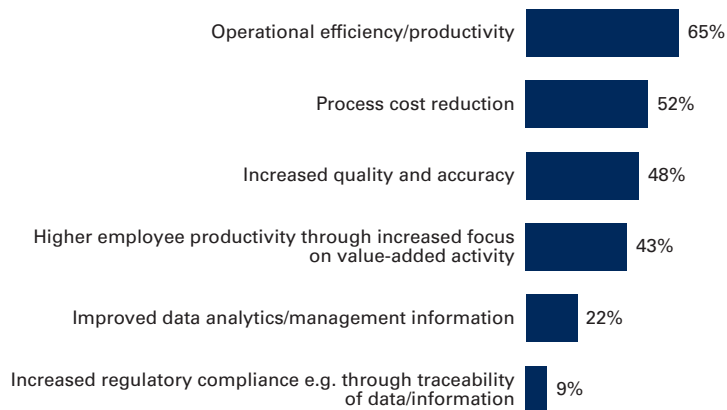 Operational efficiency/productivity 65%
Process cost reduction 52%
Increased quality and accuracy 48%
Higher employee productivity through increased focus
on value-added activity 43%
Improved data analytics/management information 22%
Increased regulatory compliance e.g. through traceability
of data/information 9%